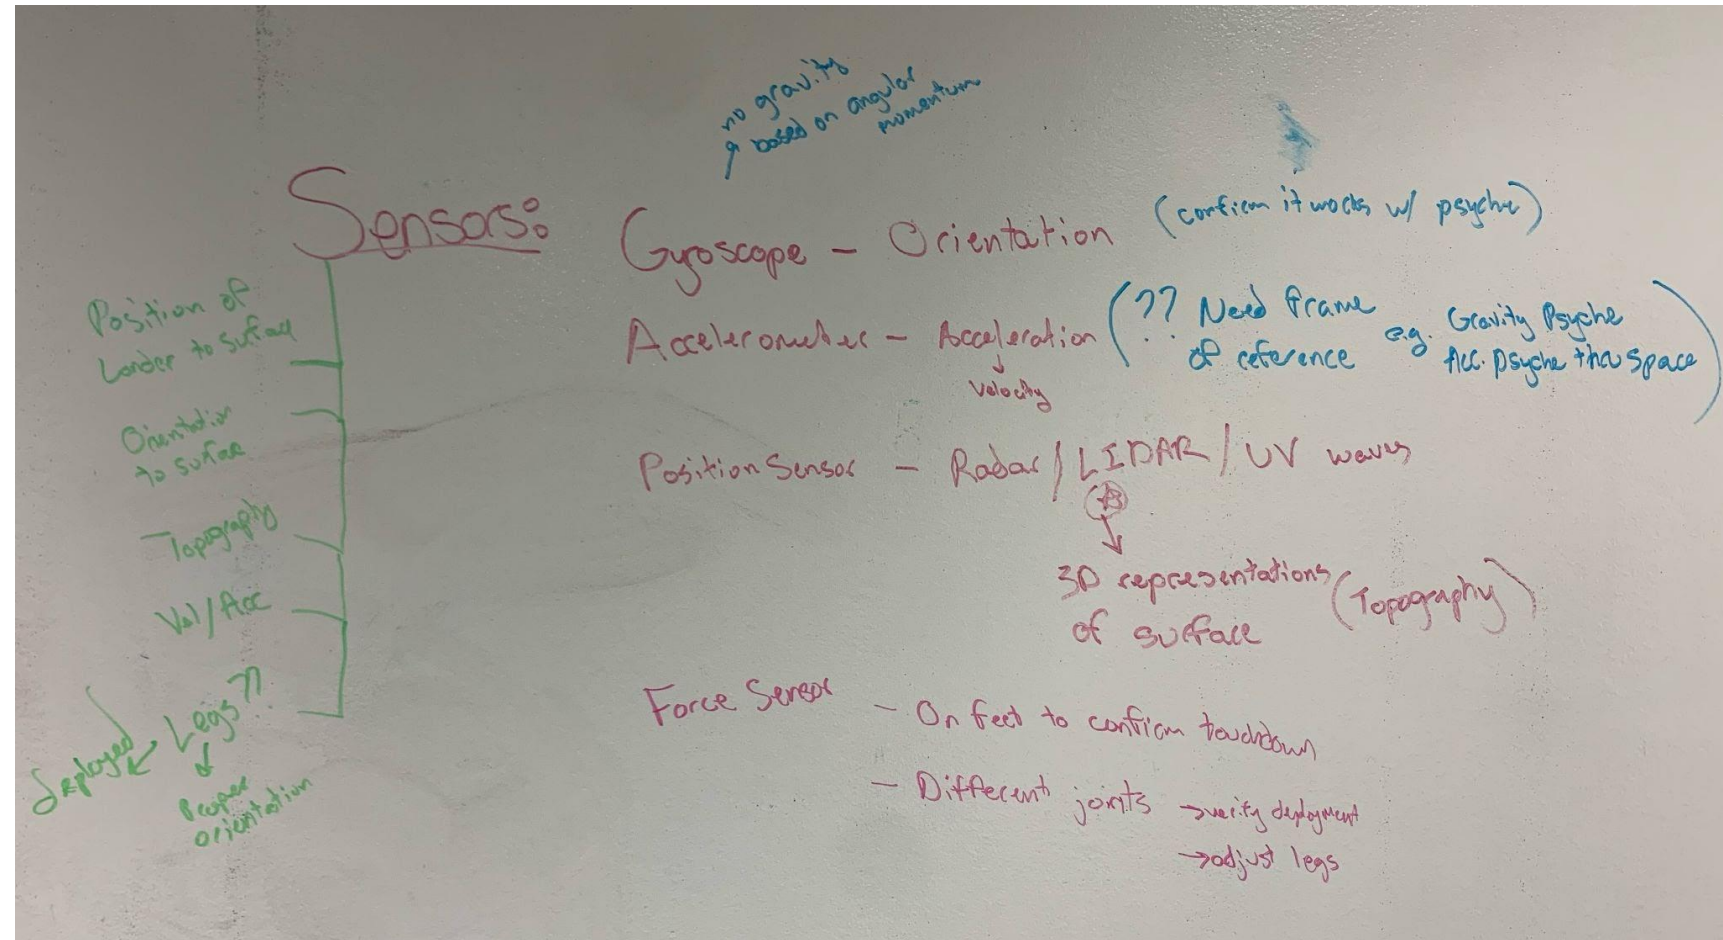 no gravity
based on angular
momentum
Sensors:
Gyroscope - Orientation (confirm it works w/ psyche)
Accelerometer - Acceleration (?? Need frame of reference e.g. Gravity Psyche
Acc. Psyche thru space)
velocity
Position Sensor - Radar / LIDAR / UV waves
3D representations
of surface (Topography)
Force Sensor - On feet to confirm touchdown
- Different joints → verify deployment
→ adjust legs
Position of
Lander to surface
Orientation
to surface
Topography
Vel/Acc
Legs??
deployed
Proper
orientation